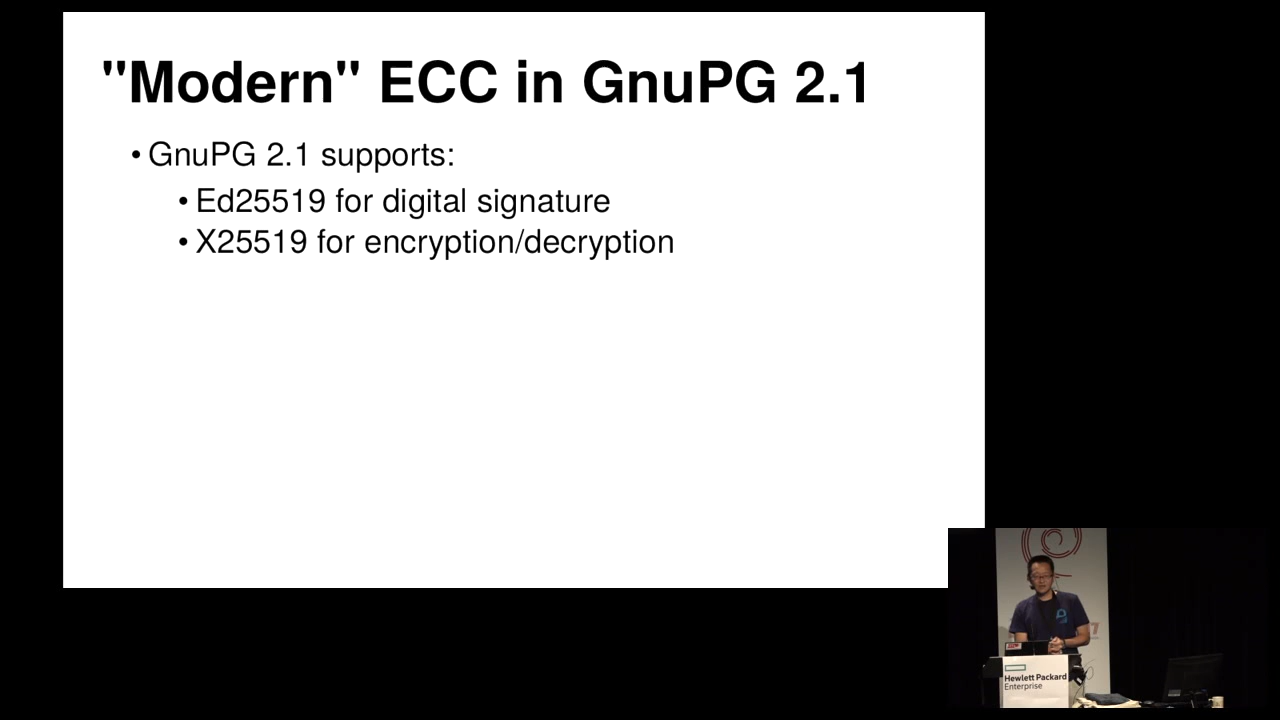 "Modern" ECC in GnuPG 2.1
• GnuPG 2.1 supports:
• Ed25519 for digital signature
• X25519 for encryption/decryption
Hewlett Packard
Enterprise